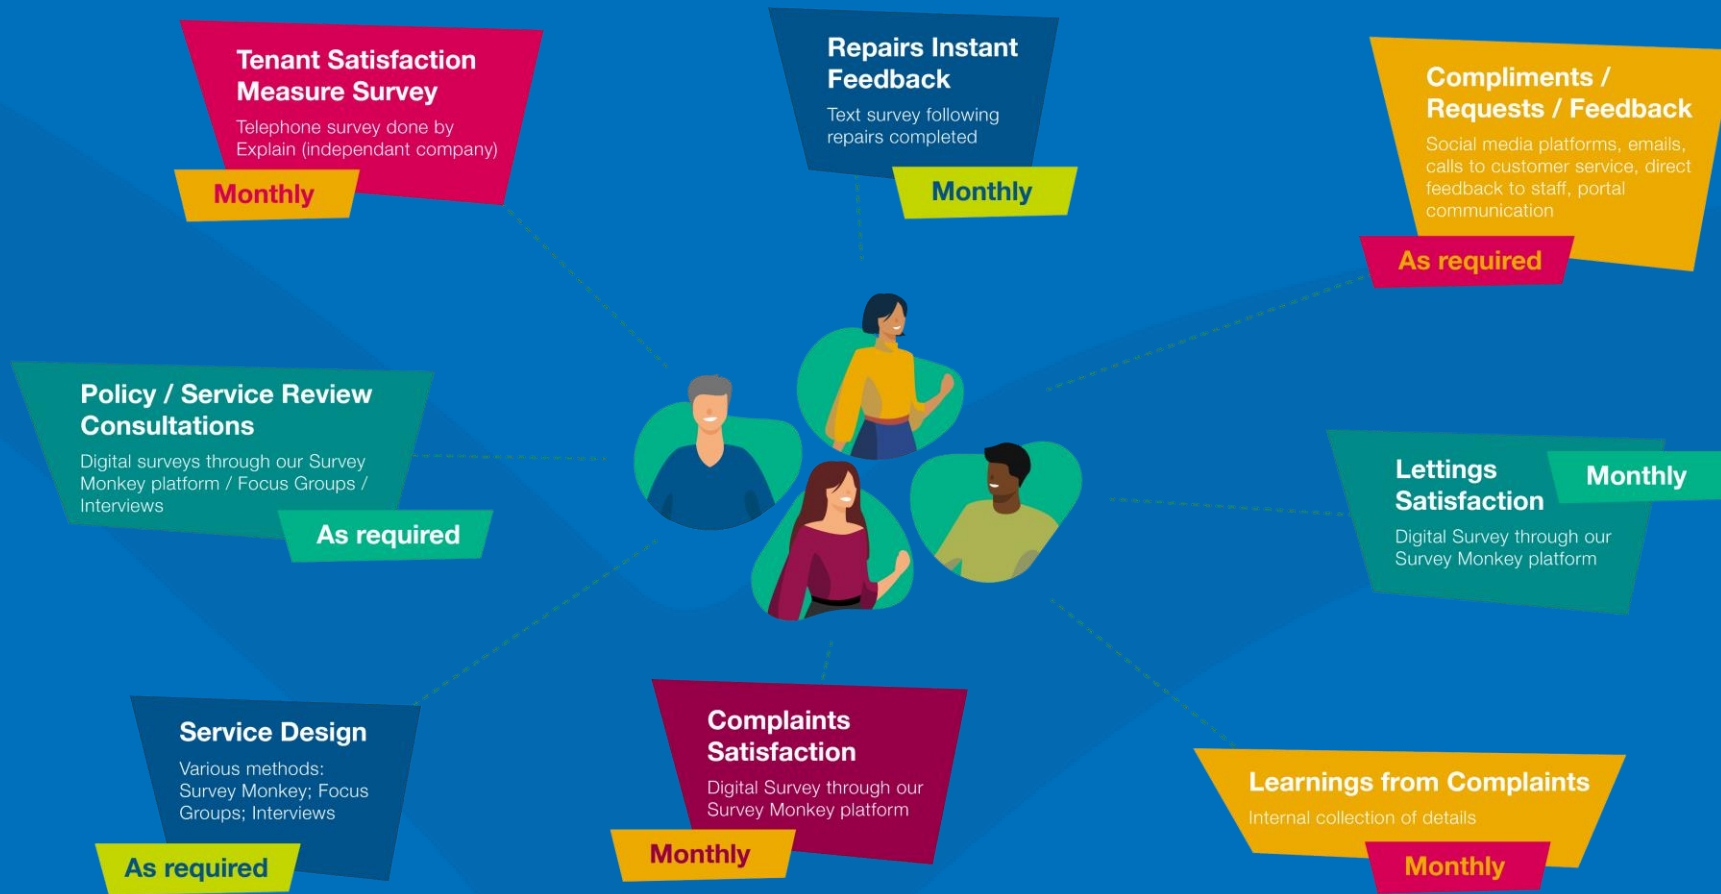 Tenant Satisfaction
Measure Survey
Telephone survey done by
Explain (independant company)
Monthly
Repairs Instant
Feedback
Text survey following
repairs completed
Monthly
Compliments /
Requests / Feedback
Social media platforms, emails,
calls to customer service, direct
feedback to staff, portal
communication
As required
Policy / Service Review
Consultations
Digital surveys through our Survey
Monkey platform / Focus Groups /
Interviews
As required
Lettings
Satisfaction
Monthly
Digital Survey through our
Survey Monkey platform
Service Design
Various methods:
Survey Monkey; Focus
Groups; Interviews
As required
Complaints
Satisfaction
Digital Survey through our
Survey Monkey platform
Monthly
Learnings from Complaints
Internal collection of details
Monthly